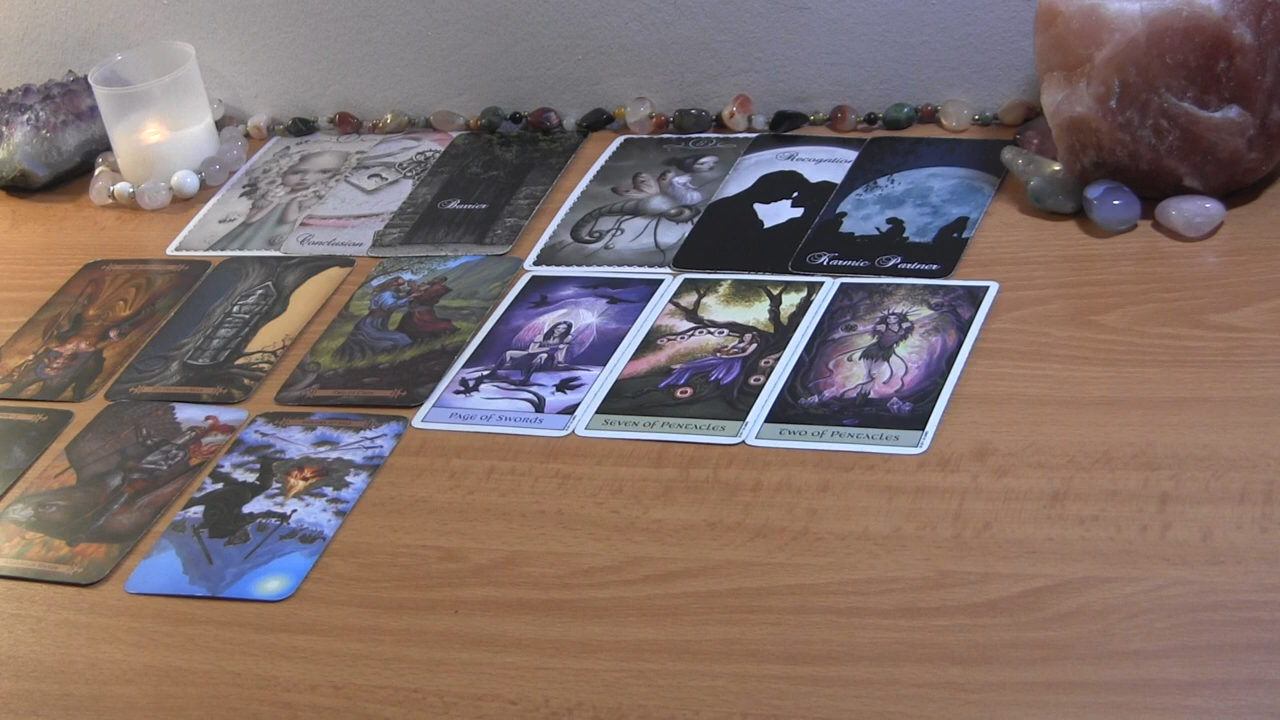 Conclusion
Barrier
Recognition
Karmic Partner
Page of Swords
Seven of Pentacles
Two of Pentacles